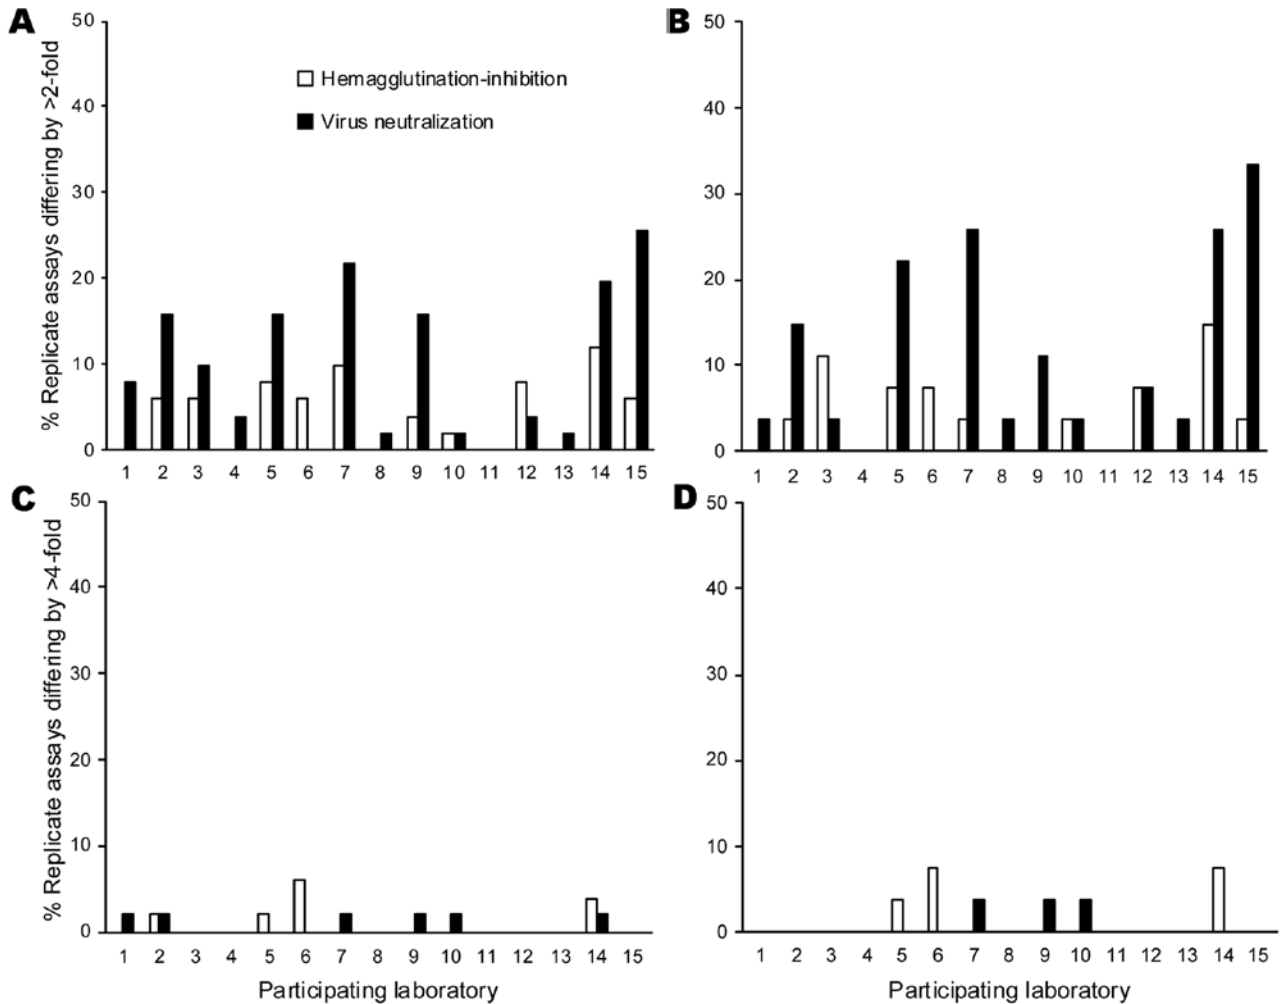 A
% Replicate assays differing by >2-fold
50
40
30
20
10
0
Hemagglutination-inhibition
Virus neutralization
1 2 3 4 5 6 7 8 9 10 11 12 13 14 15
B
50
40
30
20
10
0
1 2 3 4 5 6 7 8 9 10 11 12 13 14 15
C
% Replicate assays differing by >4-fold
50
40
30
20
10
0
1 2 3 4 5 6 7 8 9 10 11 12 13 14 15
Participating laboratory
D
50
40
30
20
10
0
1 2 3 4 5 6 7 8 9 10 11 12 13 14 15
Participating laboratory